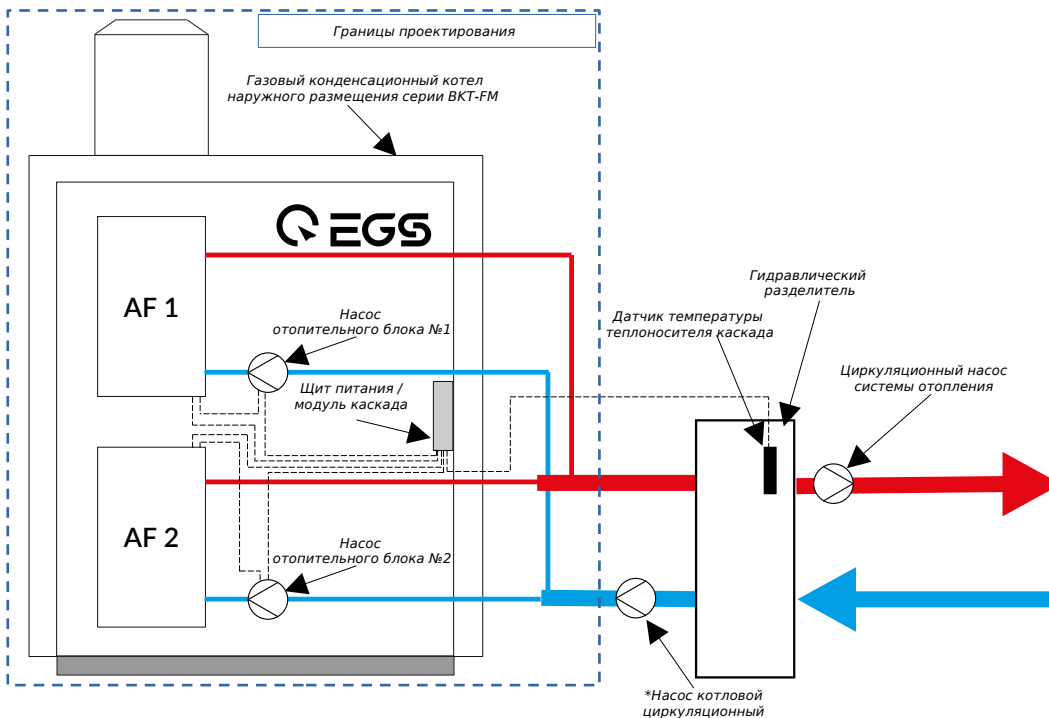 Границы проектирования
Газовый конденсационный котел
наружного размещения серии BKT-FM
EGS
AF 1
Насос
отопительного блока №1
Щит питания /
модуль каскада
AF 2
Насос
отопительного блока №2
Гидравлический
разделитель
Датчик температуры
теплоносителя каскада
Циркуляционный насос
системы отопления
*Насос котловой
циркуляционный